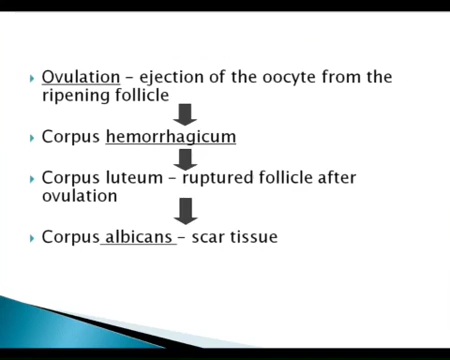 Ovulation – ejection of the oocyte from the
ripening follicle
Corpus hemorrhagicum
Corpus luteum – ruptured follicle after
ovulation
Corpus albicans – scar tissue